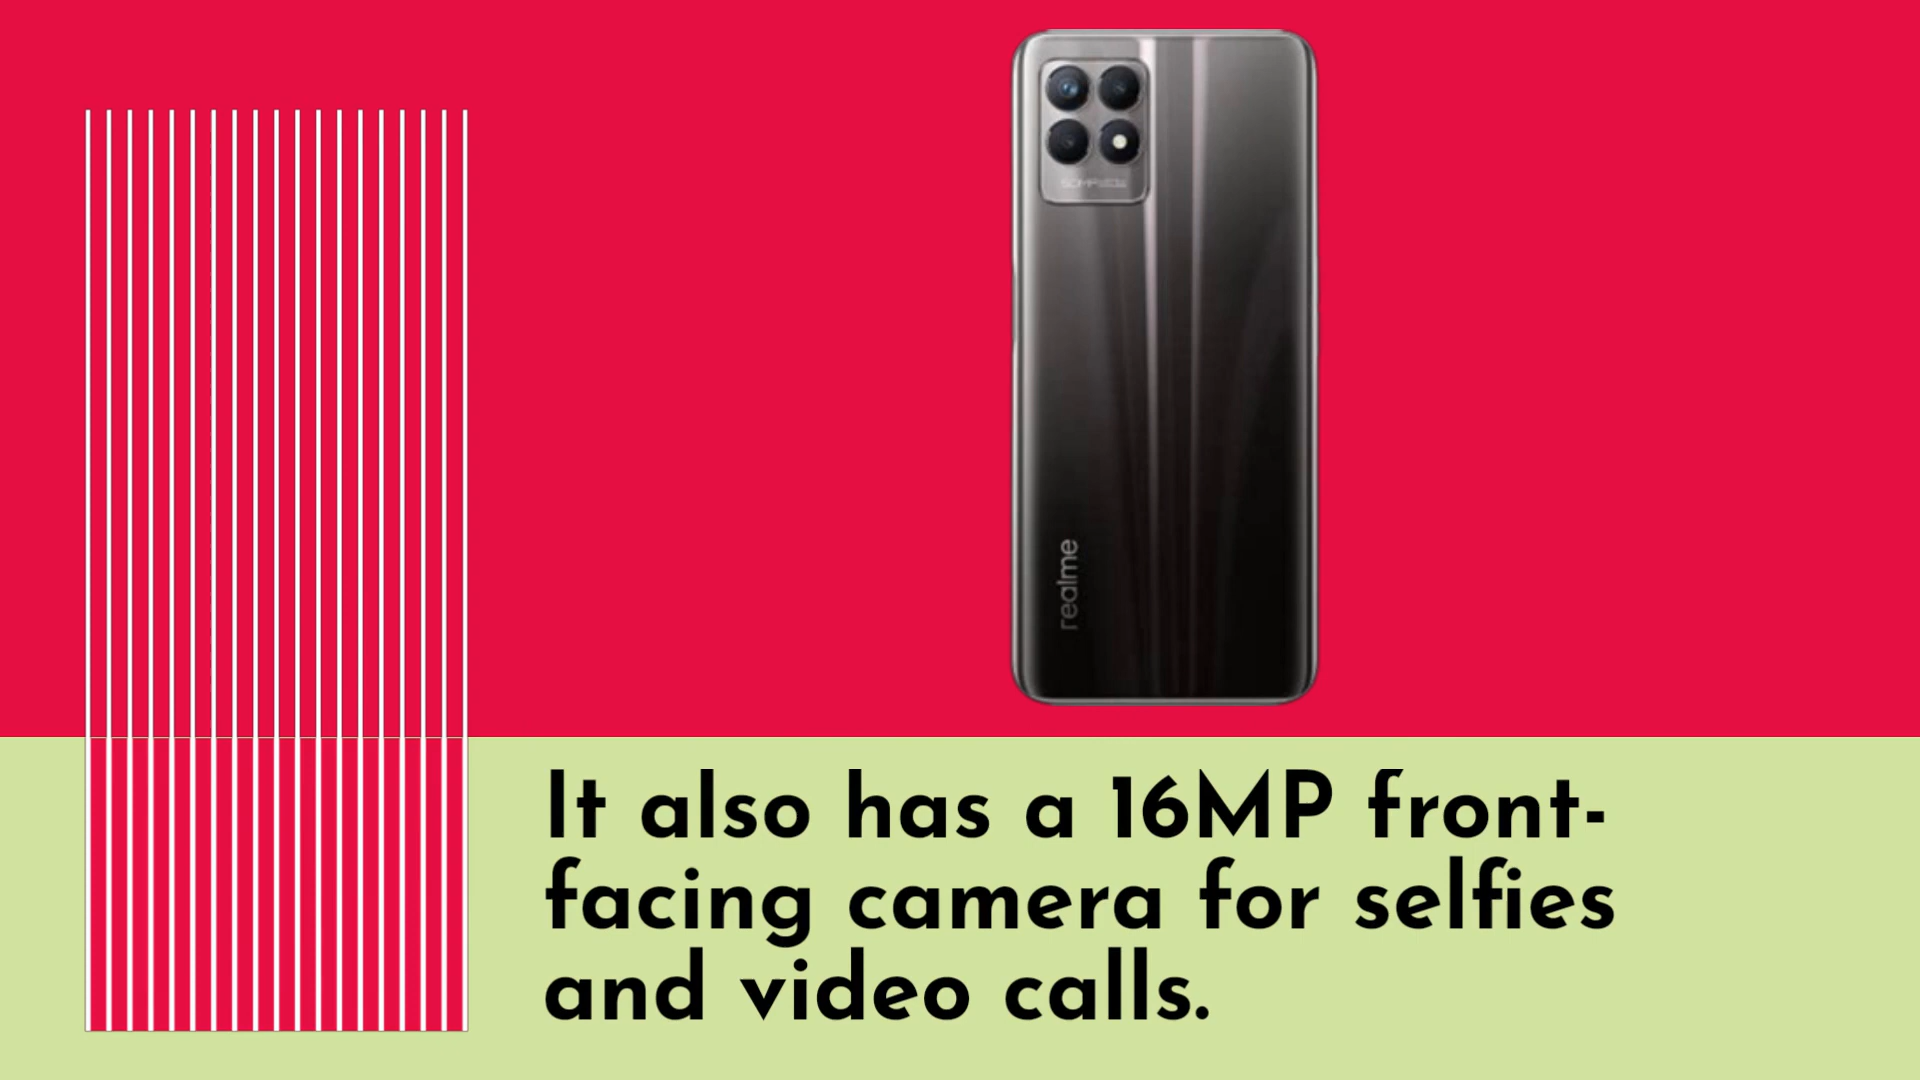 realme
It also has a 16MP front-
facing camera for selfies
and video calls.